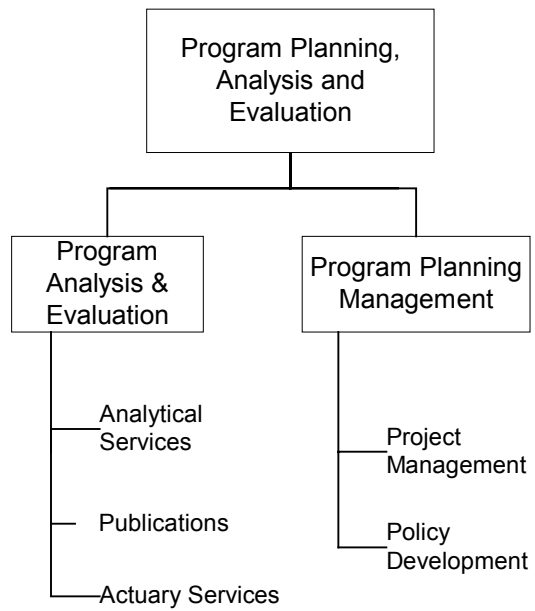 Program Planning,
Analysis and
Evaluation
Program
Analysis &
Evaluation
Program Planning
Management
Analytical
Services
Publications
Actuary Services
Project
Management
Policy
Development